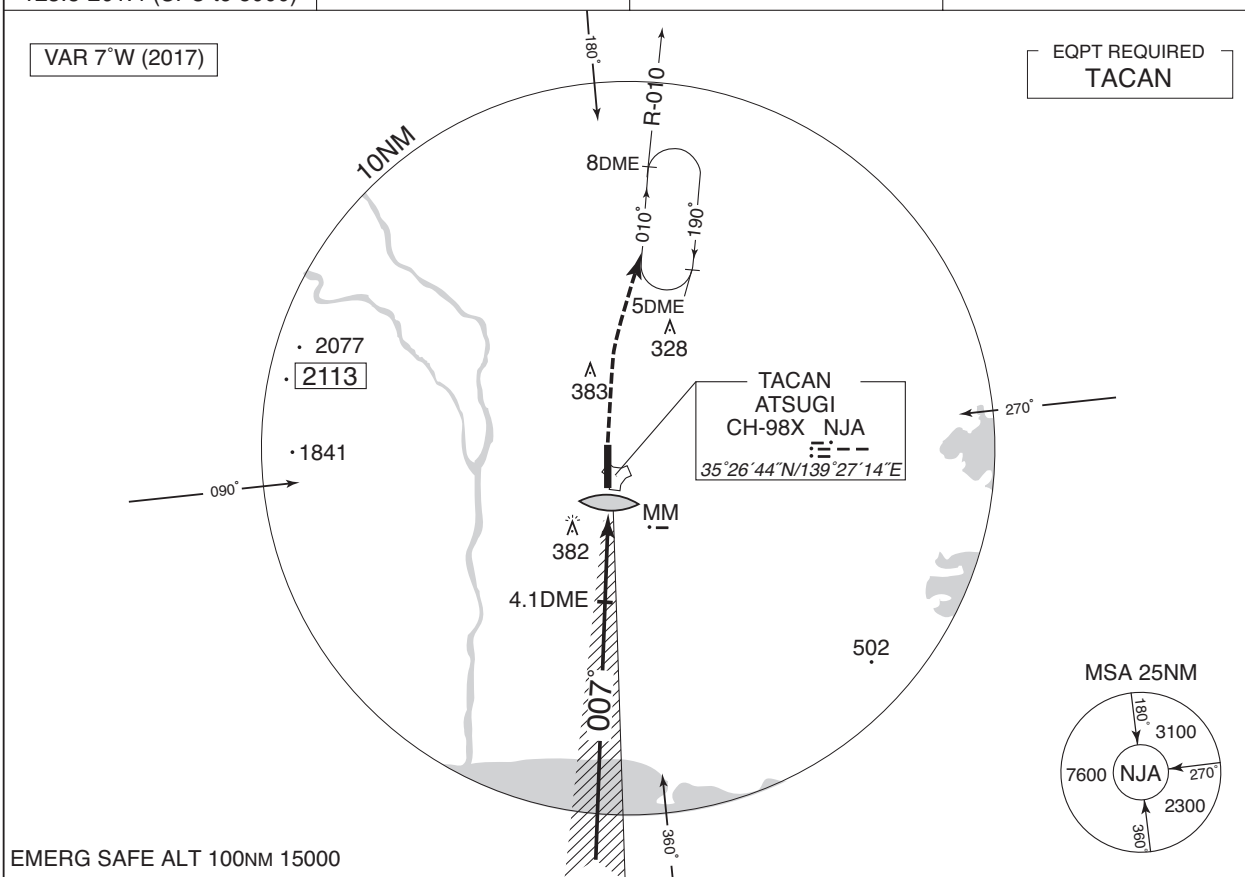 VAR 7°W (2017)
EQPT REQUIRED
TACAN
180°
R-010
10NM
8DME
010°
190°
5DME
328
2077
2113
383
1841
TACAN
ATSUGI
CH-98X NJA
35°26′44″N/139°27′14″E
270°
090°
MM
382
4.1DME
502
007°
360°
MSA 25NM
180°
3100
7600
NJA
270°
2300
360°
EMERG SAFE ALT 100NM 15000